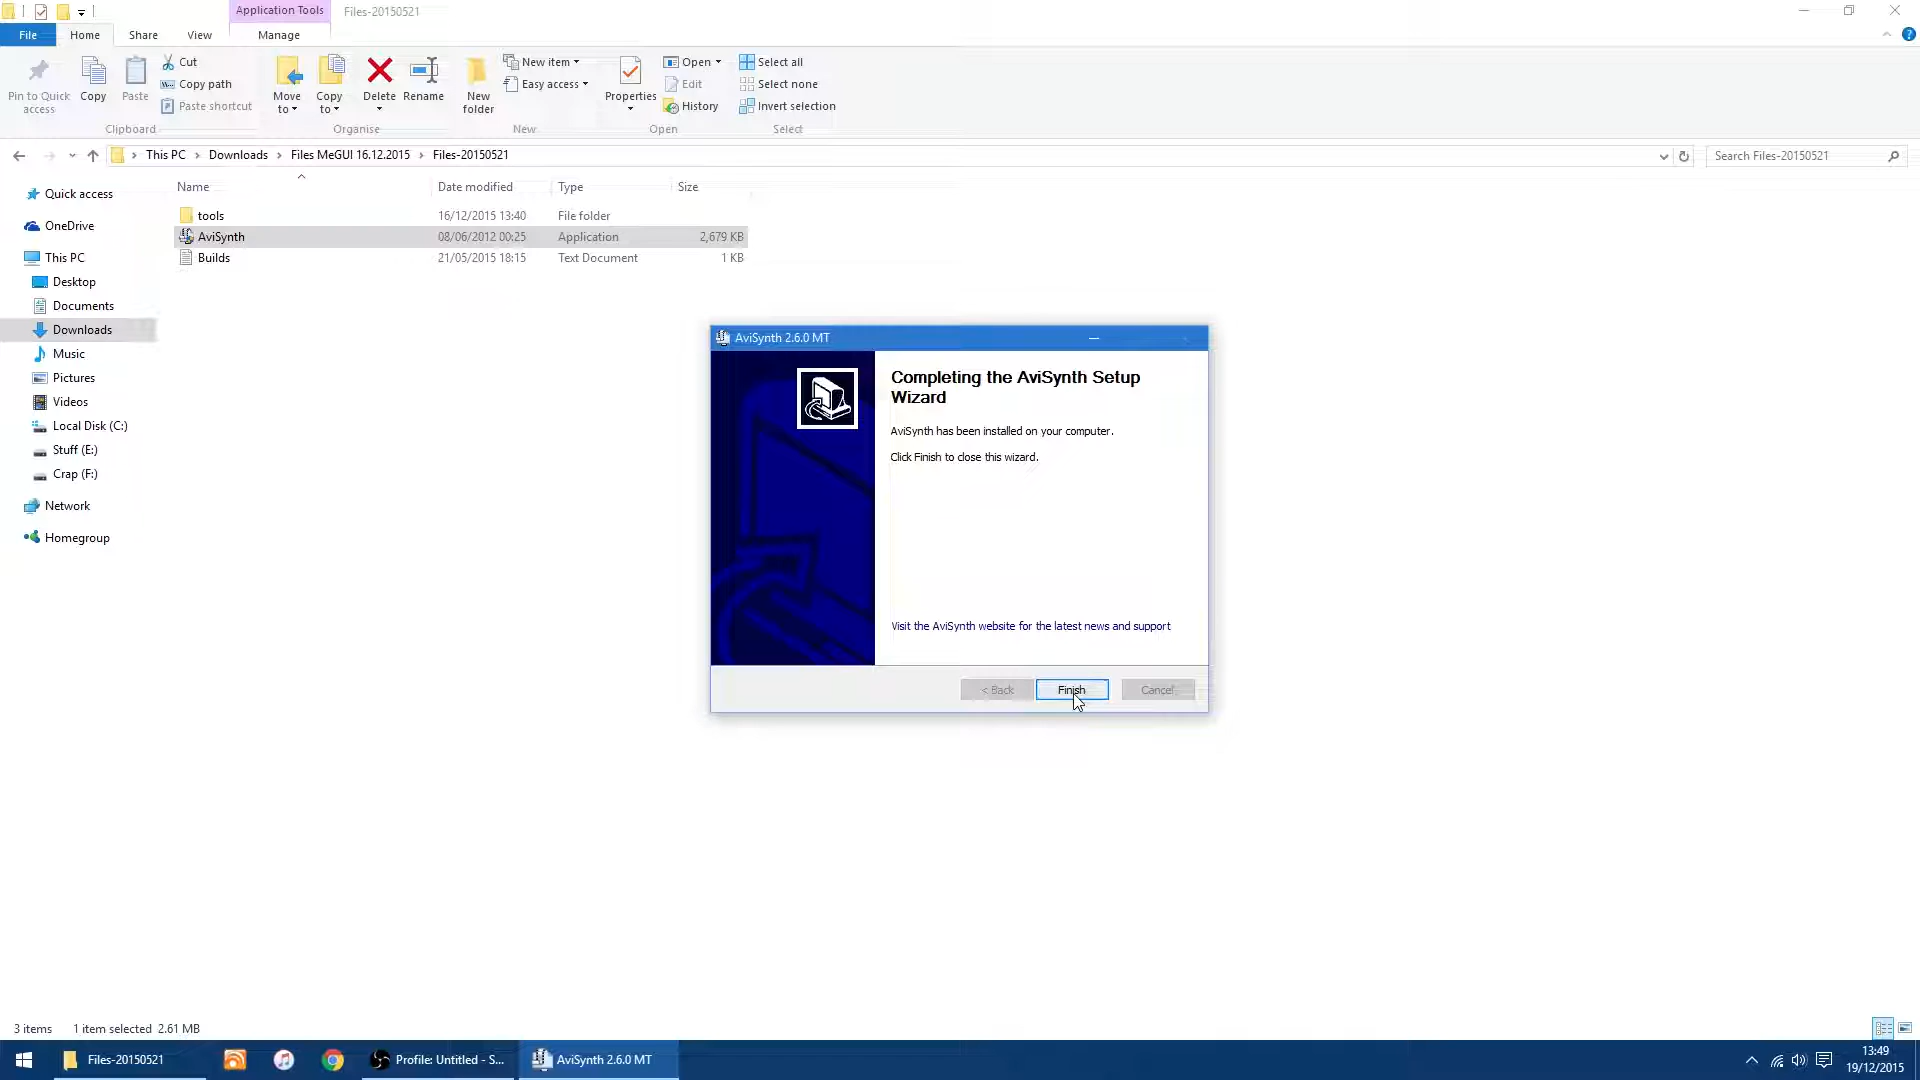 Application Tools
Files-20150521
File
Home
Share
View
Manage
Pin to Quick access
Copy
Paste
Cut
Copy path
Paste shortcut
Clipboard
Move to
Copy to
Delete
Rename
Organise
New folder
New item
Easy access
New
Properties
Open
Edit
History
Open
Select all
Select none
Invert selection
Select
This PC > Downloads > Files MeGUI 16.12.2015 > Files-20150521
Search Files-20150521
Name Date modified Type Size
tools 16/12/2015 13:40 File folder
AviSynth 08/06/2012 00:25 Application 2,679 KB
Builds 21/05/2015 18:15 Text Document 1 KB
Quick access
OneDrive
This PC
Desktop
Documents
Downloads
Music
Pictures
Videos
Local Disk (C:)
Stuff (E:)
Crap (F:)
Network
Homegroup
AviSynth 2.6.0 MT
Completing the AviSynth Setup
Wizard
AviSynth has been installed on your computer.
Click Finish to close this wizard.
Visit the AviSynth website for the latest news and support
< Back
Finish
Cancel
3 items 1 item selected 2.61 MB
Files-20150521
Profile: Untitled - S...
AviSynth 2.6.0 MT
13:49
19/12/2015